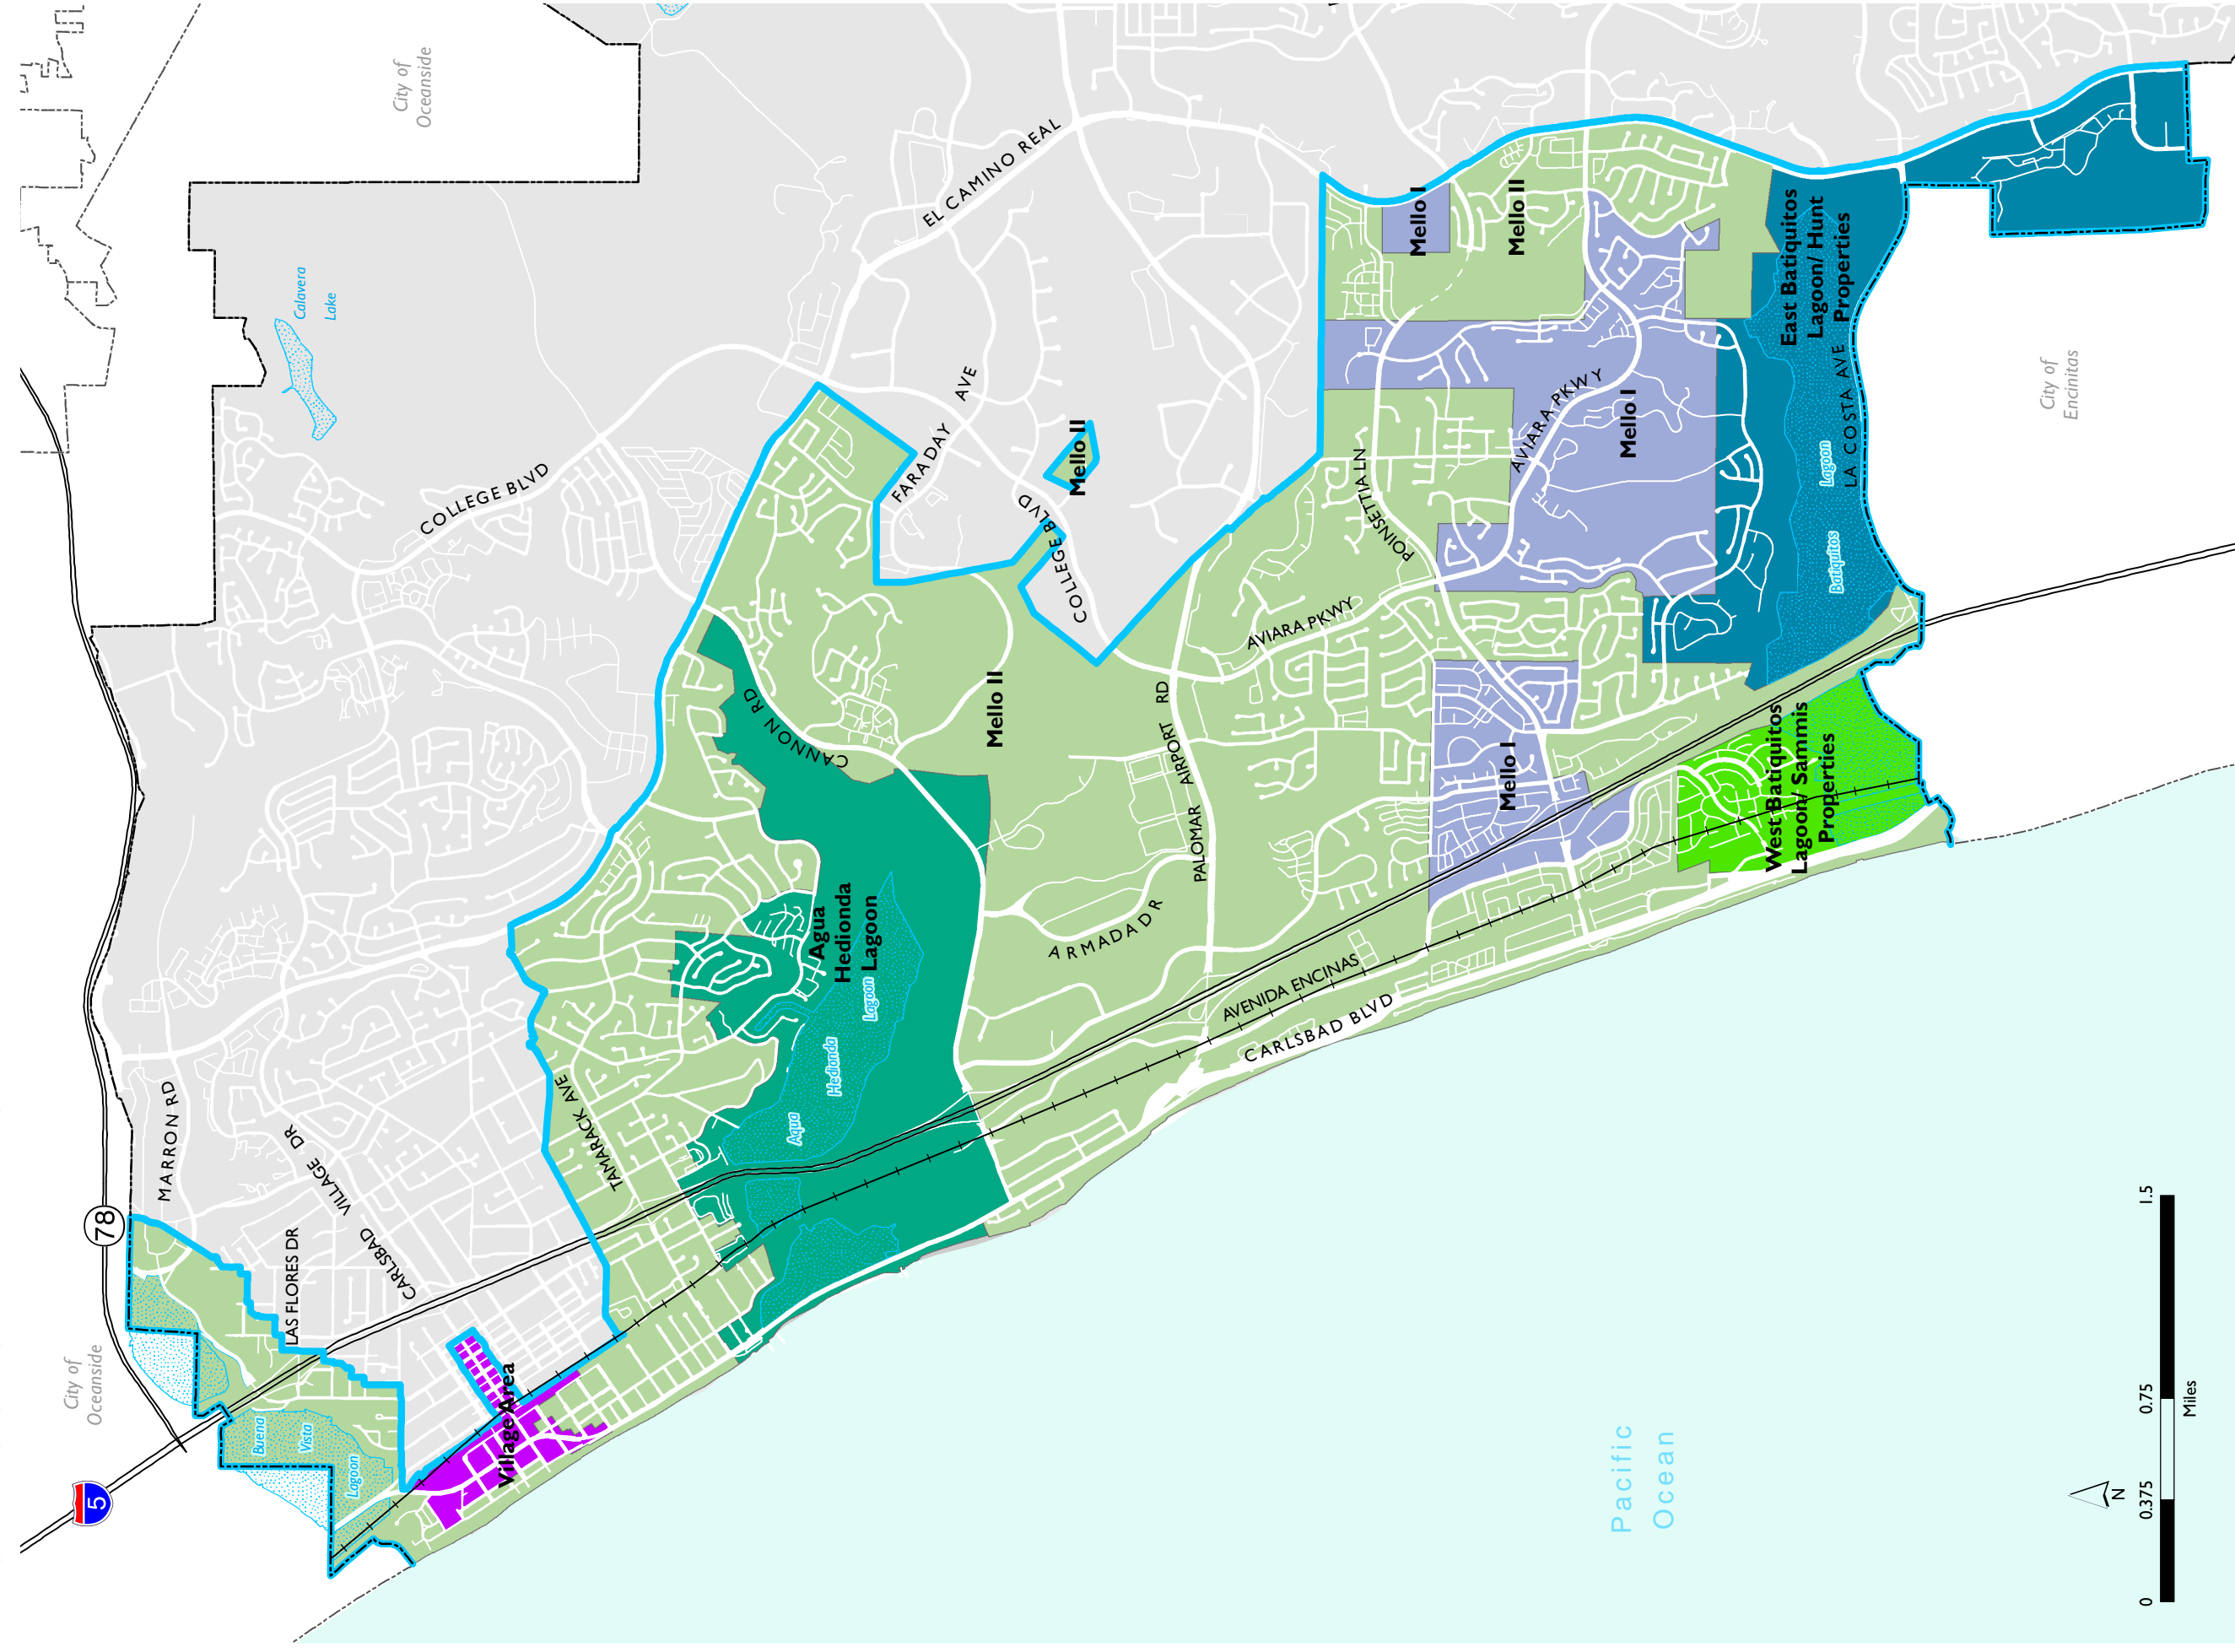 City of
Oceanside
City of
Oceanside
78
5
MARRON RD
LAS FLORES DR
CARLSBAD VILLAGE DR
Buena
Vista
Lagoon
Calavera
Lake
COLLEGE BLVD
EL CAMINO REAL
TAMARACK AVE
Village Area
Agua
Hedionda
Lagoon
Aqua
Hedionda
Lagoon
CANNON RD
FARADAY AVE
Mello II
COLLEGE BLVD
Mello II
ARMADA DR
PALOMAR AIRPORT RD
AVENIDA ENCINAS
CARLSBAD BLVD
AVIARA PKWY
POINSETTIA LN
Mello I
Mello II
AVIARA PKWY
Mello I
Mello I
East Batiquitos
Lagoon/ Hunt
Properties
Batiquitos
Lagoon
LA COSTA AVE
West Batiquitos
Lagoon/ Sammis
Properties
City of
Encinitas
Pacific
Ocean
N
0 0.375 0.75 1.5
Miles